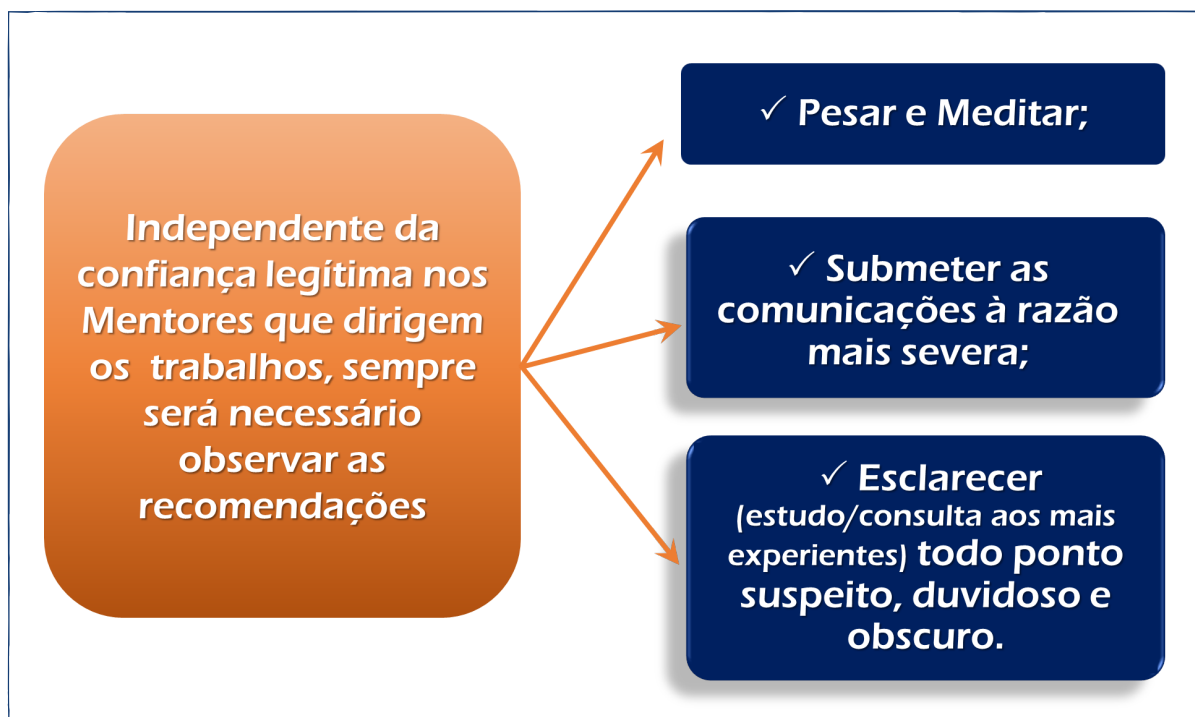 Independente da
confiança legítima nos
Mentores que dirigem
os trabalhos, sempre
será necessário
observar as
recomendações
✓ Pesar e Meditar;
✓ Submeter as
comunicações à razão
mais severa;
✓ Esclarecer
(estudo/consulta aos mais
experientes) todo ponto
suspeito, duvidoso e
obscuro.